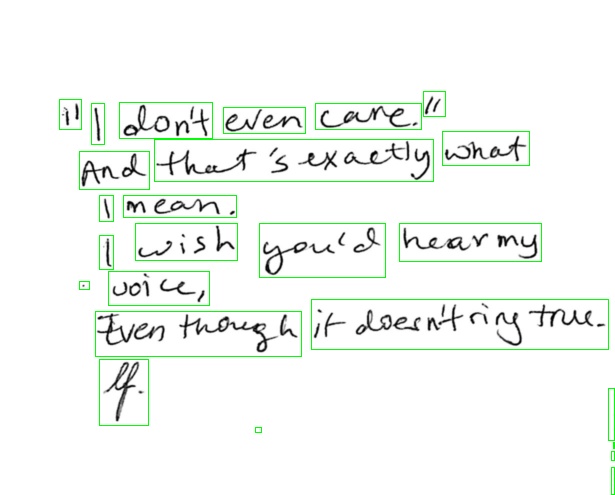 "I don't even care."
And that's exactly what
I mean.
I wish you'd hear my
voice,
Even though it doesn't ring true.